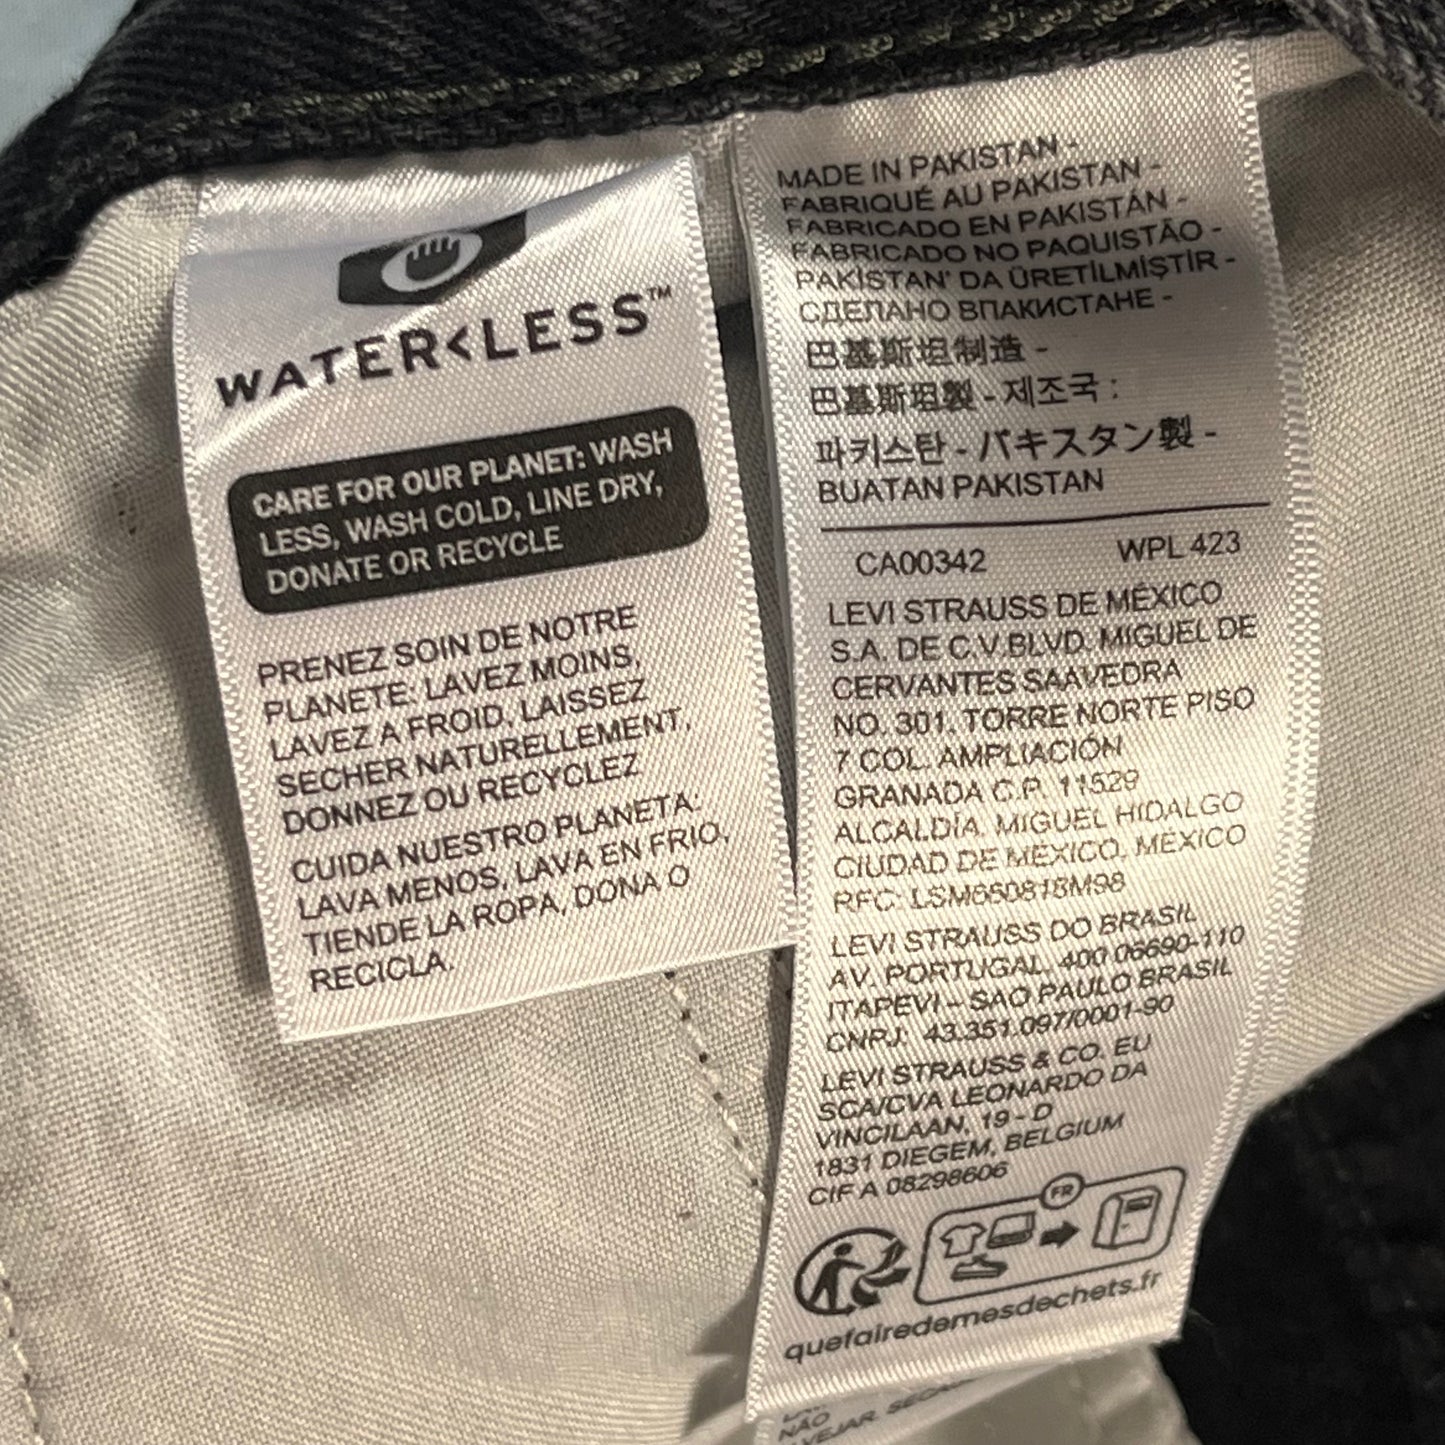 WATER<LESS™
CARE FOR OUR PLANET: WASH
LESS, WASH COLD, LINE DRY,
DONATE OR RECYCLE
PRENEZ SOIN DE NOTRE
PLANETE: LAVEZ MOINS,
LAVEZ A FROID, LAISSEZ
SECHER NATURELLEMENT,
DONNEZ OU RECYCLEZ
CUIDA NUESTRO PLANETA:
LAVA MENOS, LAVA EN FRIO,
TIENDE LA ROPA, DONA O
RECICLA.
MADE IN PAKISTAN -
FABRIQUÉ AU PAKISTAN -
FABRICADO EN PAKISTÁN -
FABRICADO NO PAQUISTÃO -
PAKİSTAN' DA ÜRETİLMİŞTİR -
СДЕЛАНО ВПАКИСТАНЕ -
巴基斯坦制造 -
巴基斯坦製 - 제조국 :
파키스탄 - パキスタン製 -
BUATAN PAKISTAN
CA00342 WPL 423
LEVI STRAUSS DE MÉXICO
S.A. DE C.V.BLVD. MIGUEL DE
CERVANTES SAAVEDRA
NO. 301, TORRE NORTE PISO
7 COL. AMPLIACIÓN
GRANADA C.P. 11529
ALCALDÍA. MIGUEL HIDALGO
CIUDAD DE MÉXICO, MÉXICO
RFC: LSM650818M98
LEVI STRAUSS DO BRASIL
AV. PORTUGAL, 400 06690-110
ITAPEVI – SAO PAULO BRASIL
CNPJ: 43.351.097/0001-90
LEVI STRAUSS & CO. EU
SCA/CVA LEONARDO DA
VINCILAAN, 19 - D
1831 DIEGEM, BELGIUM
CIF A 08298606
FR
quefairedemesdechets.fr
NÃO